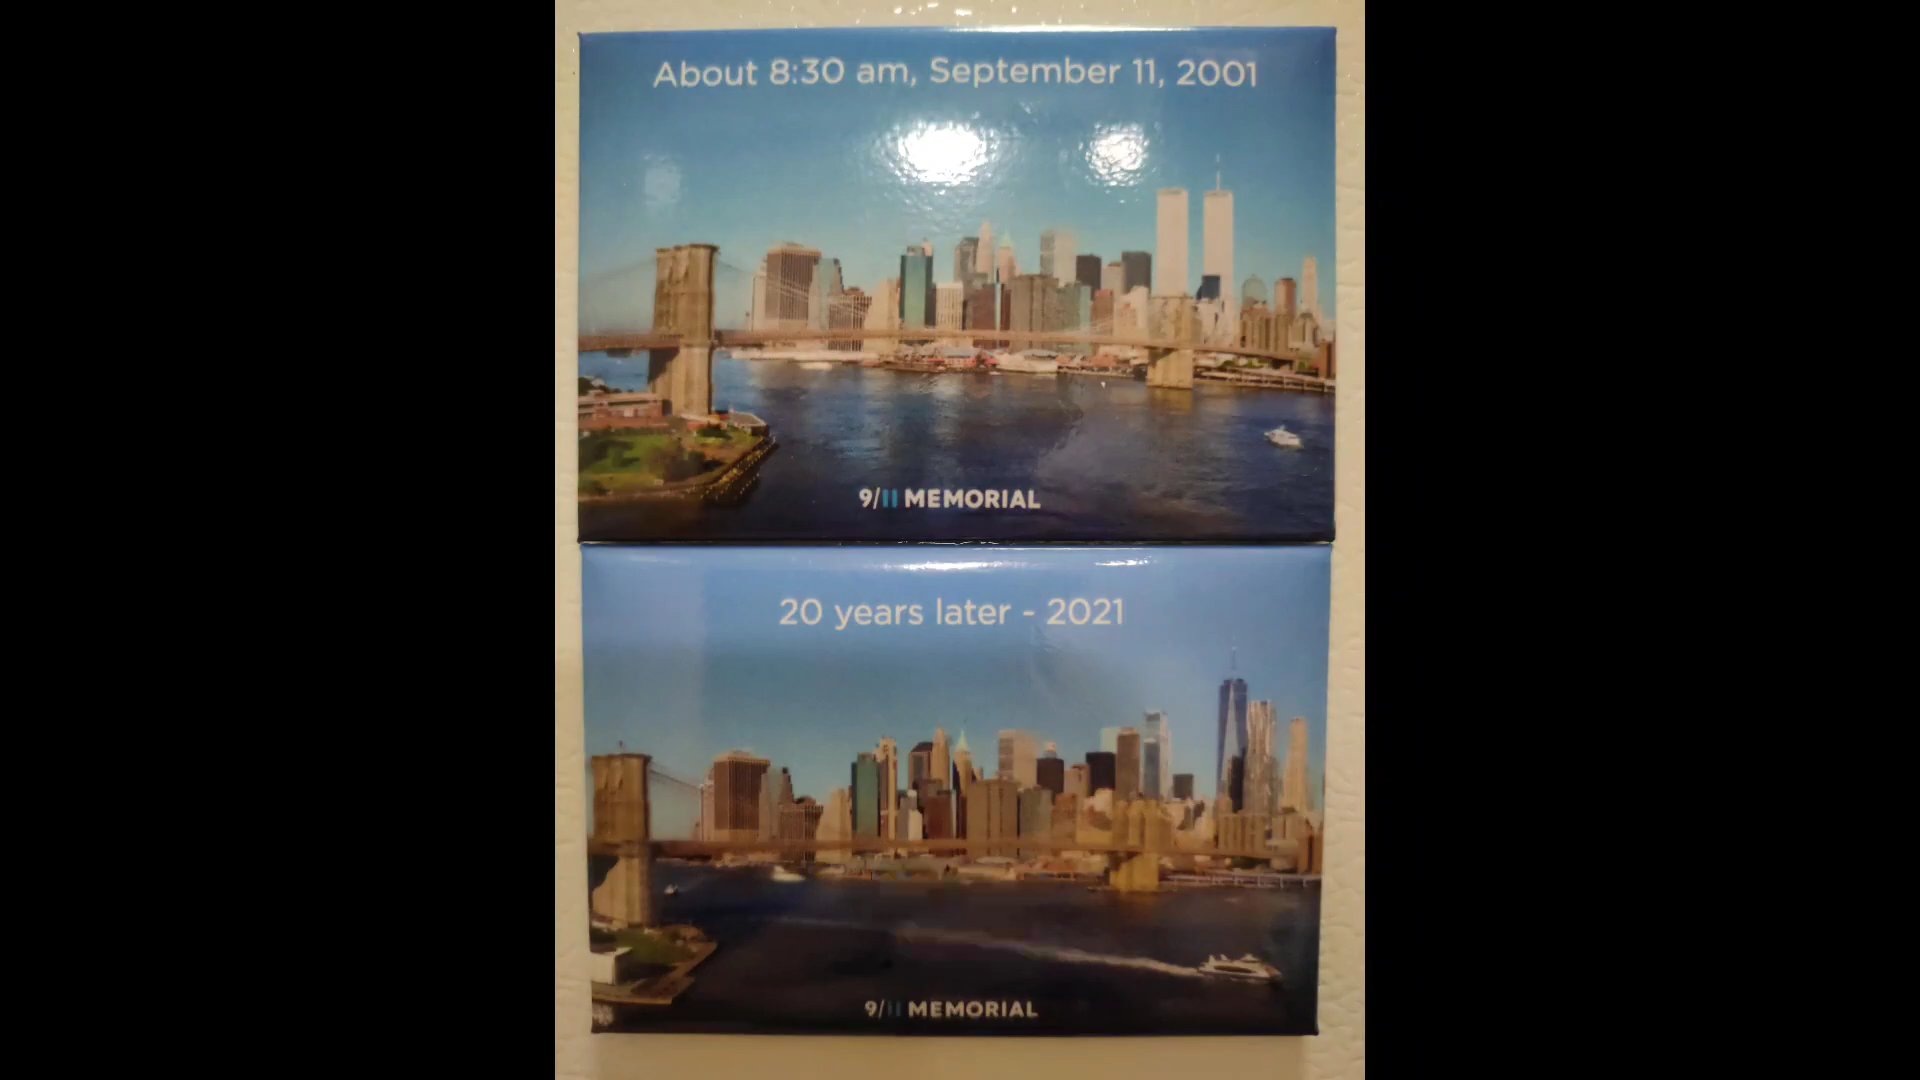 About 8:30 am, September 11, 2001
9/11 MEMORIAL
20 years later - 2021
9/11 MEMORIAL